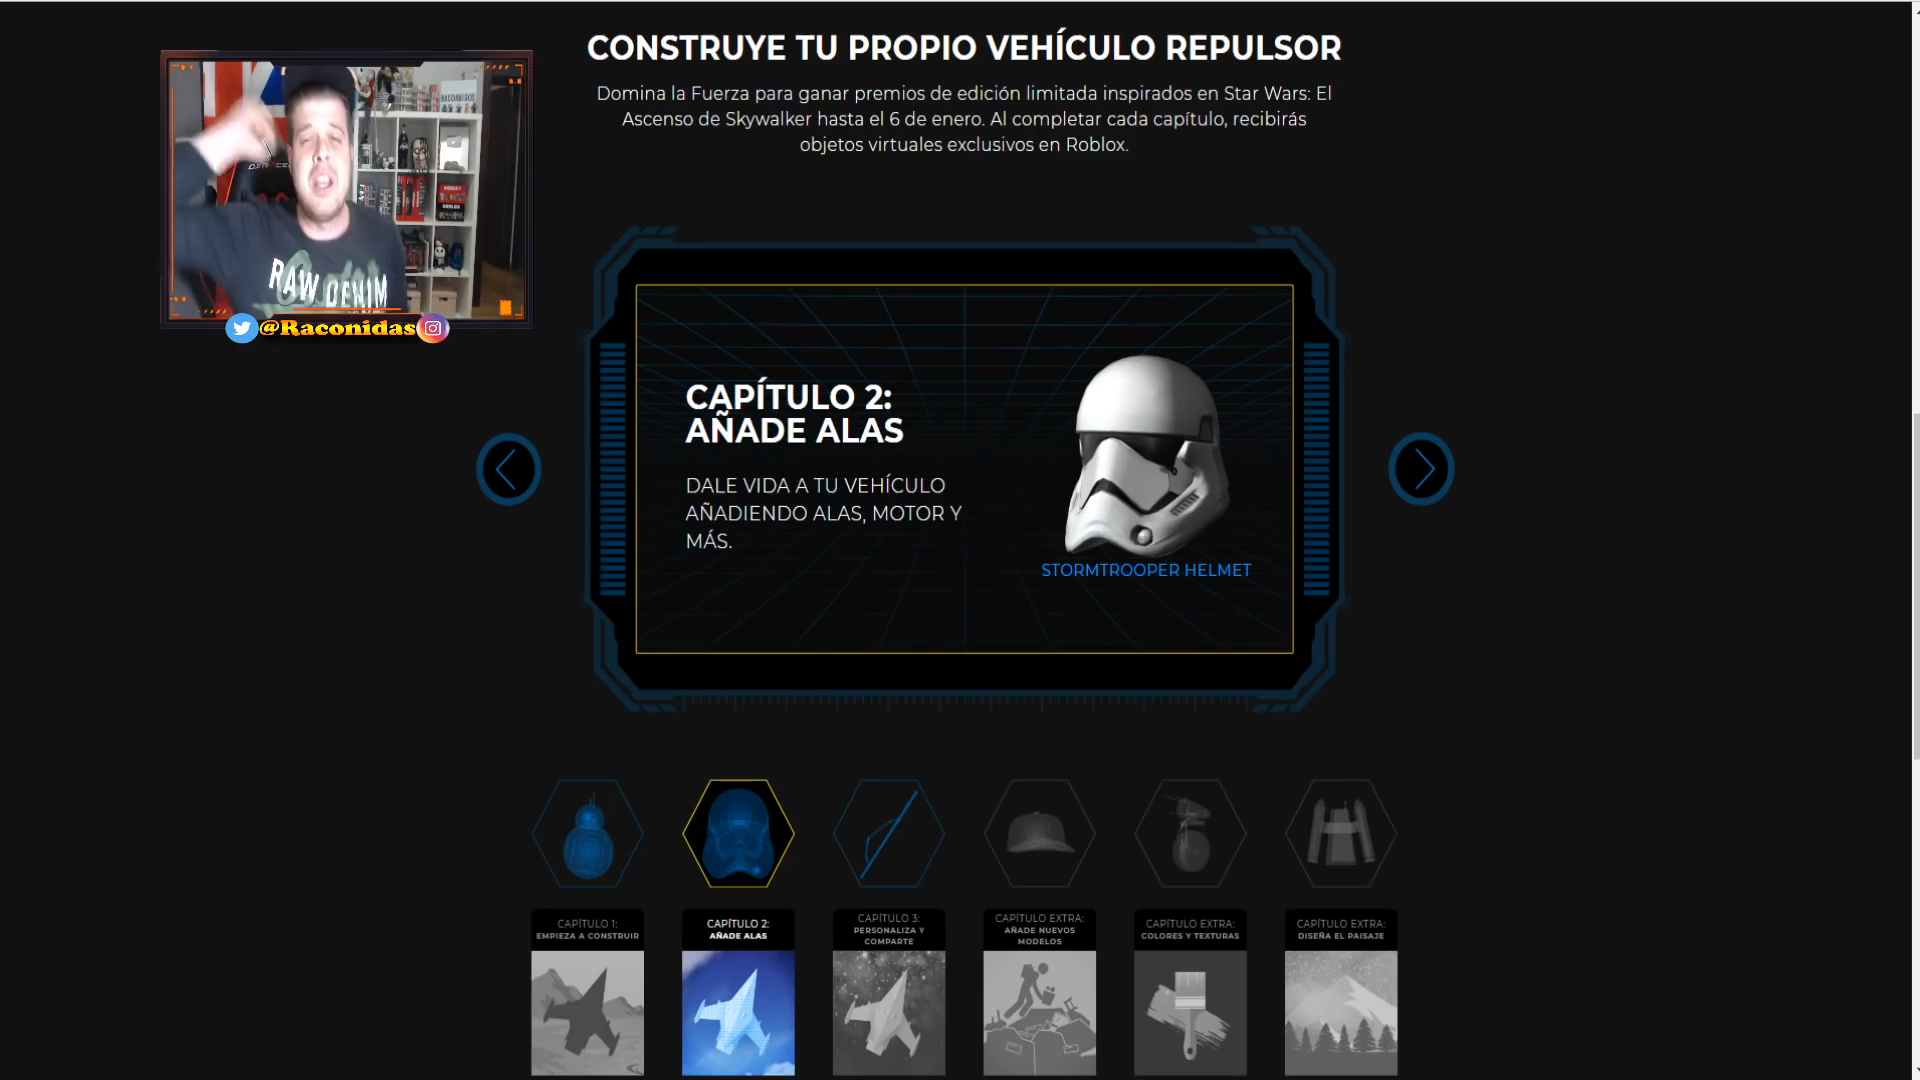 CONSTRUYE TU PROPIO VEHÍCULO REPULSOR
Domina la Fuerza para ganar premios de edición limitada inspirados en Star Wars: El
Ascenso de Skywalker hasta el 6 de enero. Al completar cada capítulo, recibirás
objetos virtuales exclusivos en Roblox.
RACONIDAS
RAW DENIM
@Raconidas
CAPÍTULO 2:
AÑADE ALAS
DALE VIDA A TU VEHÍCULO
AÑADIENDO ALAS, MOTOR Y
MÁS.
STORMTROOPER HELMET
CAPÍTULO 1:
EMPIEZA A CONSTRUIR
CAPÍTULO 2:
AÑADE ALAS
CAPÍTULO 3:
PERSONALIZA Y
COMPARTE
CAPÍTULO EXTRA:
AÑADE NUEVOS
MODELOS
CAPÍTULO EXTRA:
COLORES Y TEXTURAS
CAPÍTULO EXTRA:
DISEÑA EL PAISAJE